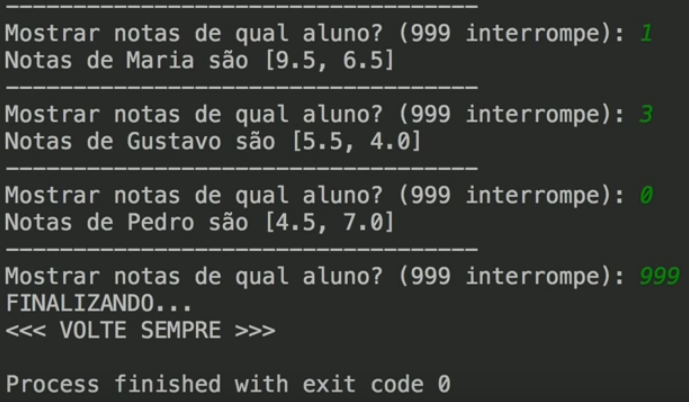 -----------------------------------
Mostrar notas de qual aluno? (999 interrompe): 1
Notas de Maria são [9.5, 6.5]
-----------------------------------
Mostrar notas de qual aluno? (999 interrompe): 3
Notas de Gustavo são [5.5, 4.0]
-----------------------------------
Mostrar notas de qual aluno? (999 interrompe): 0
Notas de Pedro são [4.5, 7.0]
-----------------------------------
Mostrar notas de qual aluno? (999 interrompe): 999
FINALIZANDO...
<<< VOLTE SEMPRE >>>
Process finished with exit code 0